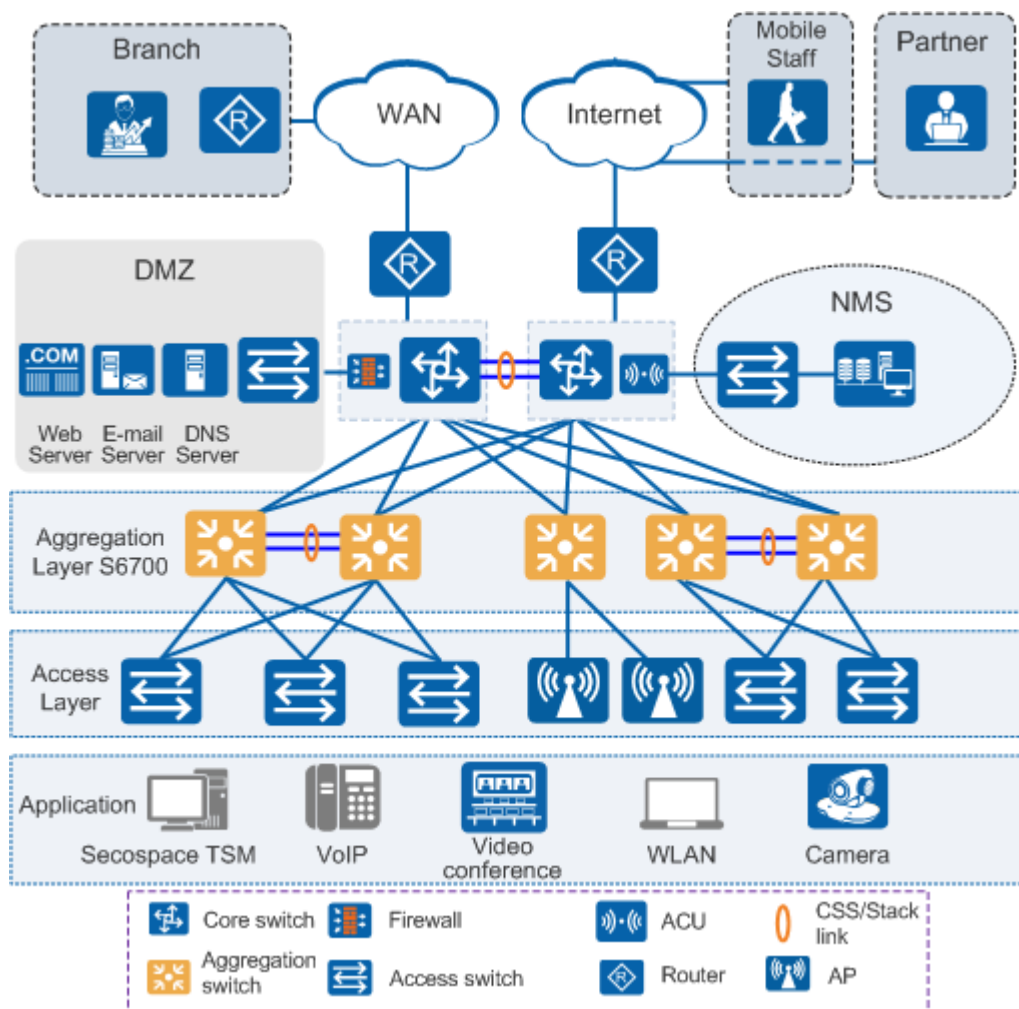 Branch
WAN
Internet
Mobile
Staff
Partner
R
R
R
DMZ
NMS
.COM
Web
Server
E-mail
Server
DNS
Server
Aggregation
Layer S6700
Access
Layer
Application
Secospace TSM
VoIP
Video
conference
WLAN
Camera
Core switch
Firewall
ACU
CSS/Stack
link
Aggregation
switch
Access switch
R
Router
AP